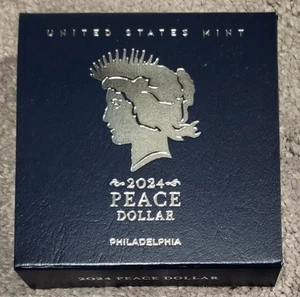 UNITED STATES MINT
2024
PEACE
DOLLAR
PHILADELPHIA
2024 PEACE DOLLAR